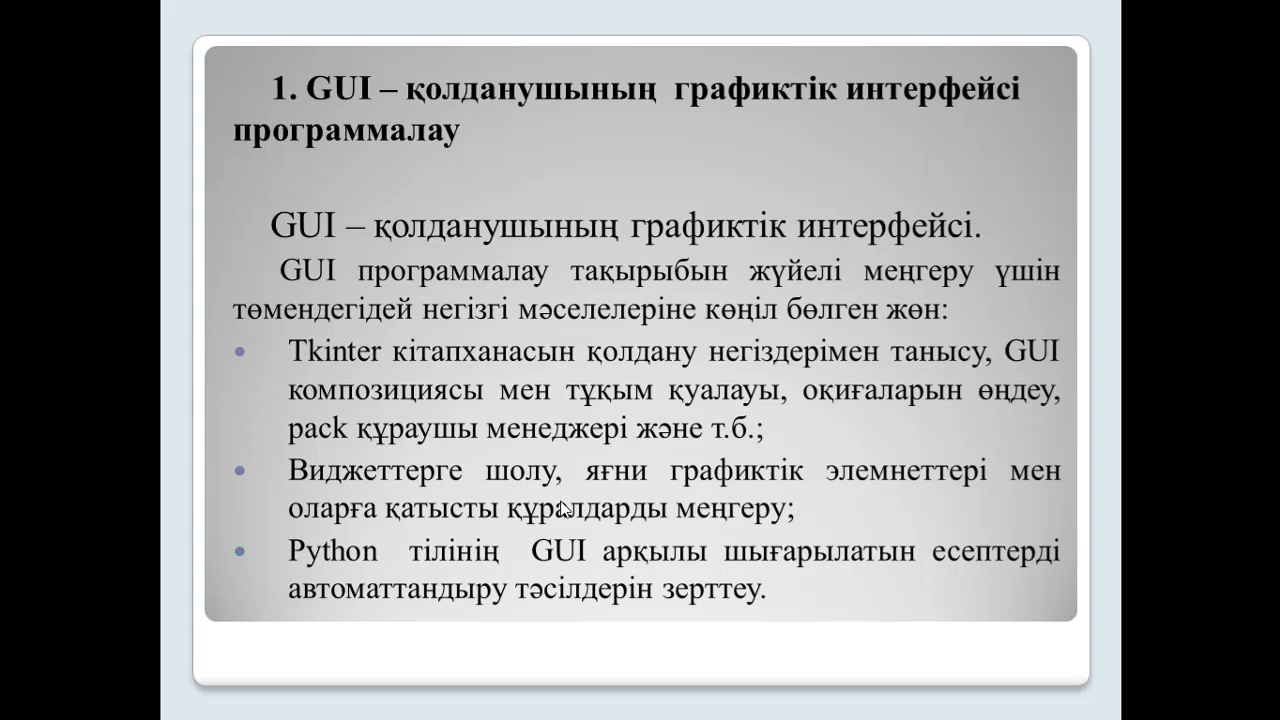 1. GUI – қолданушының графиктік интерфейсі
программалау
GUI – қолданушының графиктік интерфейсі.
GUI программалау тақырыбын жүйелі меңгеру үшін
төмендегідей негізгі мәселелеріне көңіл бөлген жөн:
• Tkinter кітапханасын қолдану негіздерімен танысу, GUI
композициясы мен тұқым қуалауы, оқиғаларын өңдеу,
pack құраушы менеджері және т.б.;
• Виджеттерге шолу, яғни графиктік элемнеттері мен
оларға қатысты құралдарды меңгеру;
• Python тілінің GUI арқылы шығарылатын есептерді
автоматтандыру тәсілдерін зерттеу.